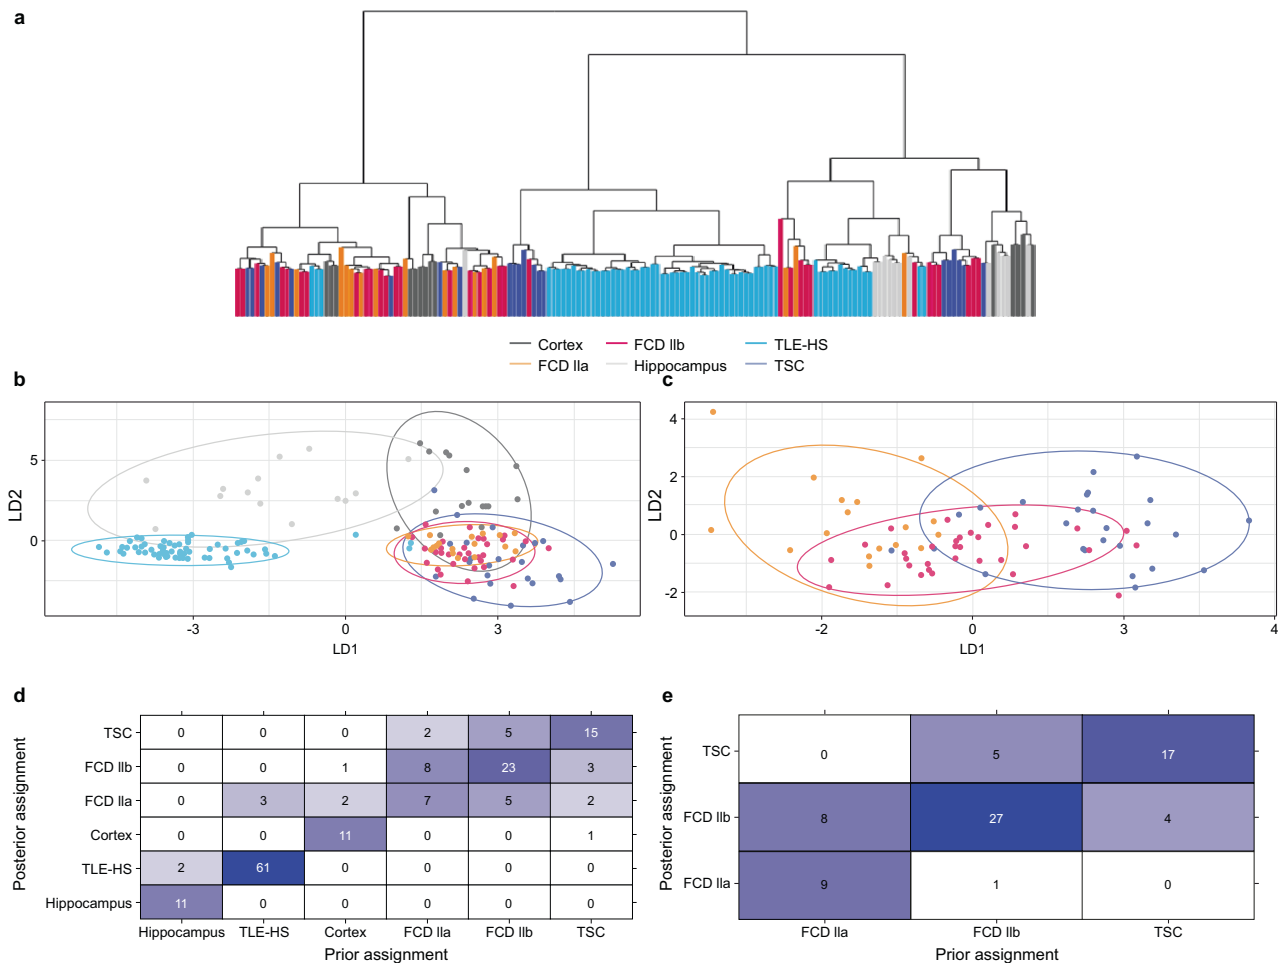 a
Cortex FCD IIb TLE-HS
FCD IIa Hippocampus TSC
b
5
0
LD2
-3 0 3
LD1
c
4
2
0
-2
LD2
-2 0 3 4
LD1
d
Posterior assignment
TSC 0 0 0 2 5 15
FCD IIb 0 0 1 8 23 3
FCD IIa 0 3 2 7 5 2
Cortex 0 0 11 0 0 1
TLE-HS 2 61 0 0 0 0
Hippocampus 11 0 0 0 0 0
Hippocampus TLE-HS Cortex FCD IIa FCD IIb TSC
Prior assignment
e
Posterior assignment
TSC 0 5 17
FCD IIb 8 27 4
FCD IIa 9 1 0
FCD IIa FCD IIb TSC
Prior assignment